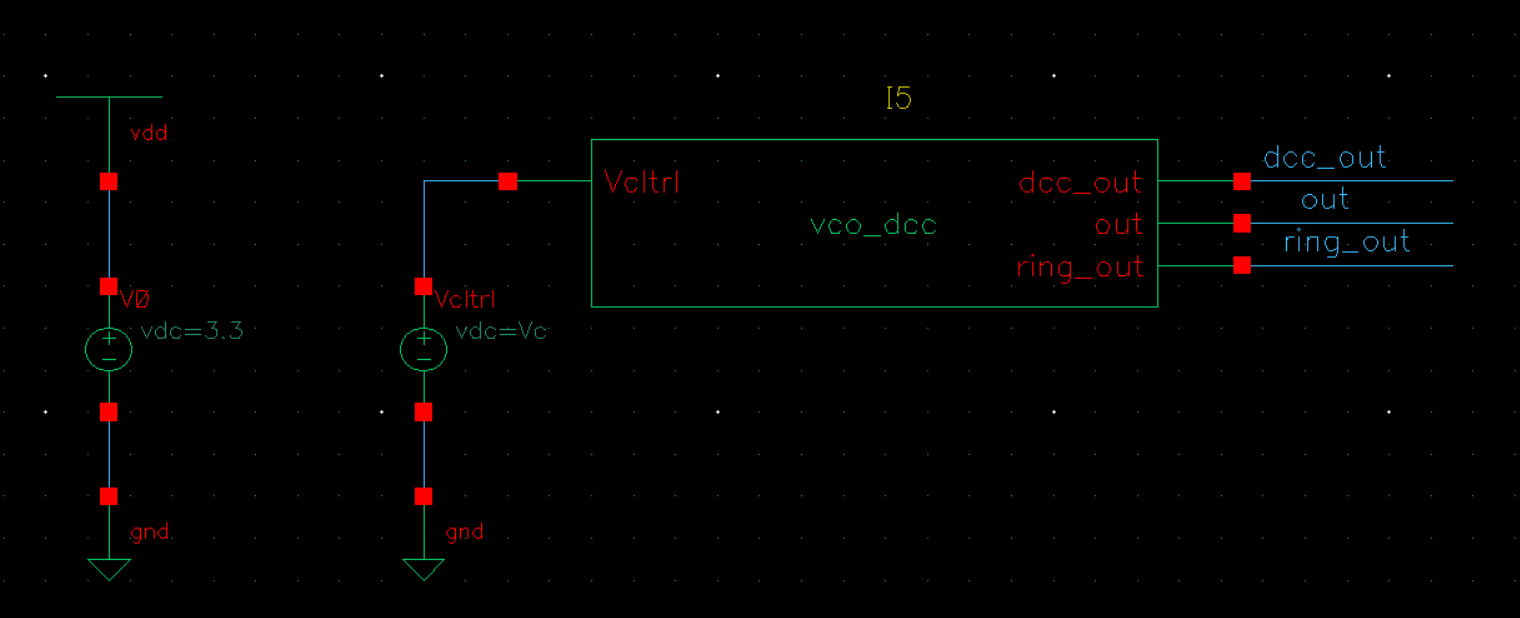 I5
vdd
dcc_out
Vcltrl
dcc_out
out
vco_dcc
out
ring_out
ring_out
V0
vdc=3.3
Vcltrl
vdc=Vc
gnd
gnd